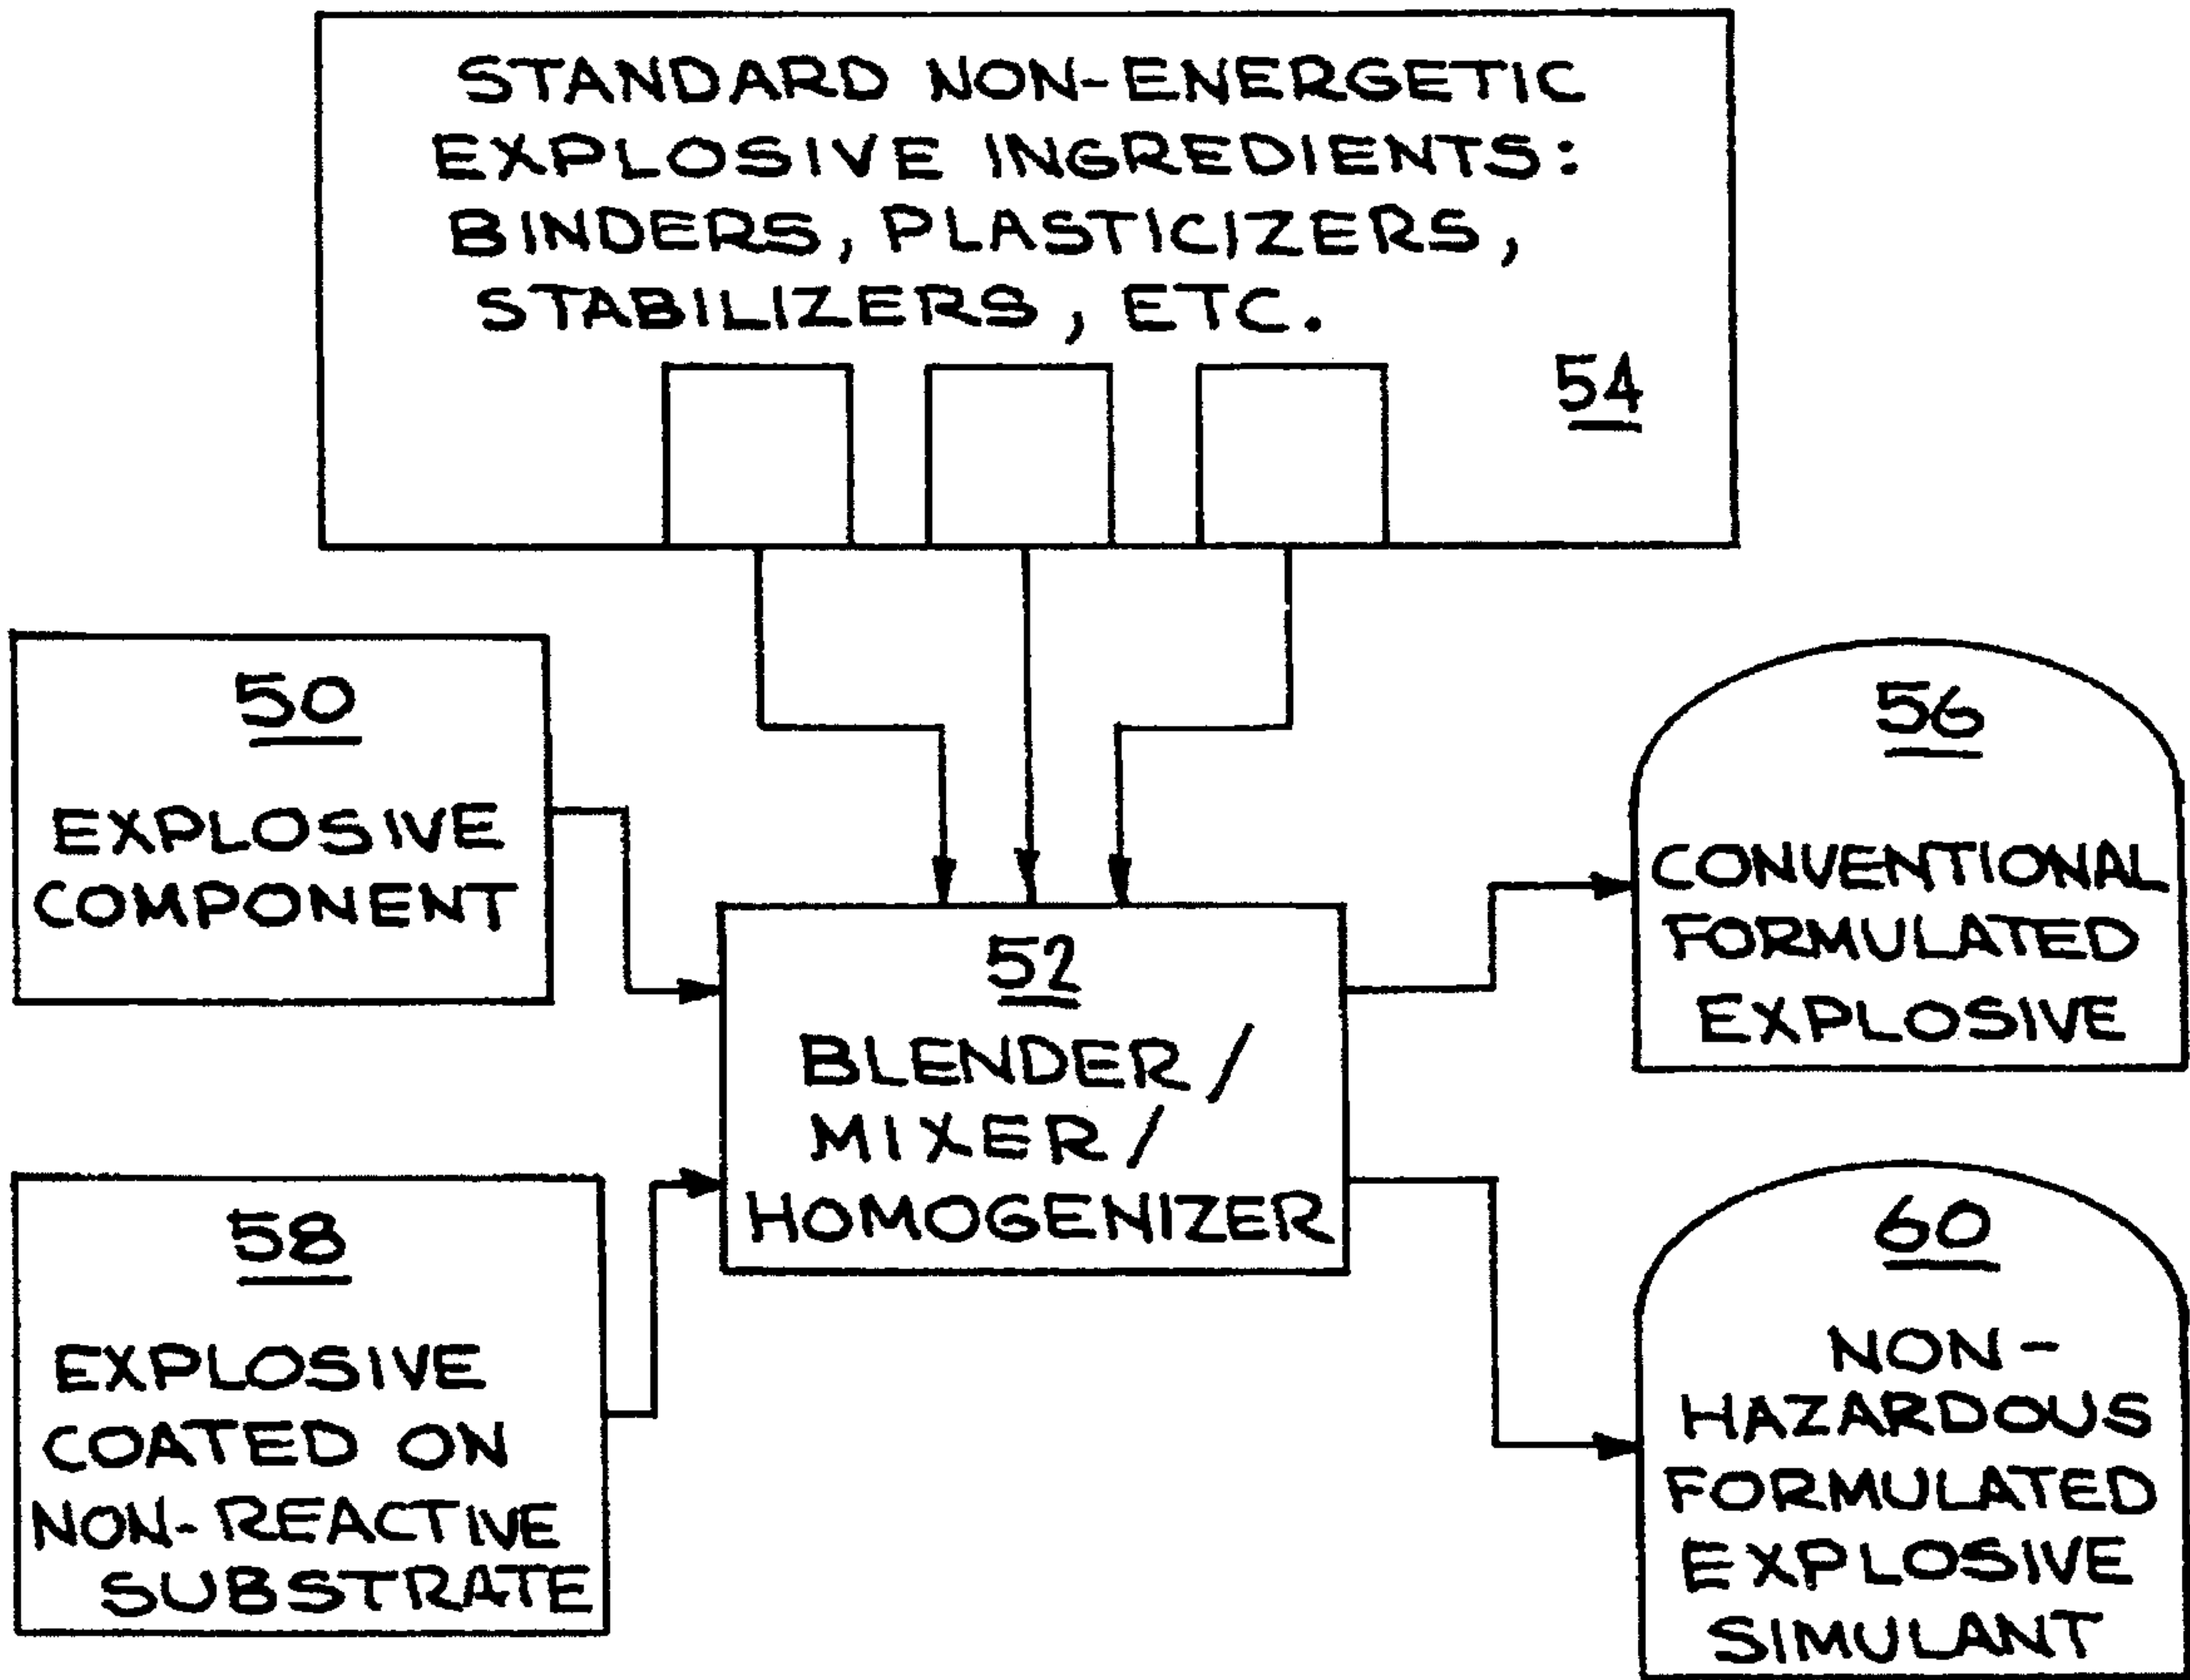 STANDARD NON-ENERGETIC
EXPLOSIVE INGREDIENTS:
BINDERS, PLASTICIZERS,
STABILIZERS, ETC.
54
50
EXPLOSIVE
COMPONENT
52
BLENDER/
MIXER/
HOMOGENIZER
56
CONVENTIONAL
FORMULATED
EXPLOSIVE
58
EXPLOSIVE
COATED ON
NON-REACTIVE
SUBSTRATE
60
NON-
HAZARDOUS
FORMULATED
EXPLOSIVE
SIMULANT